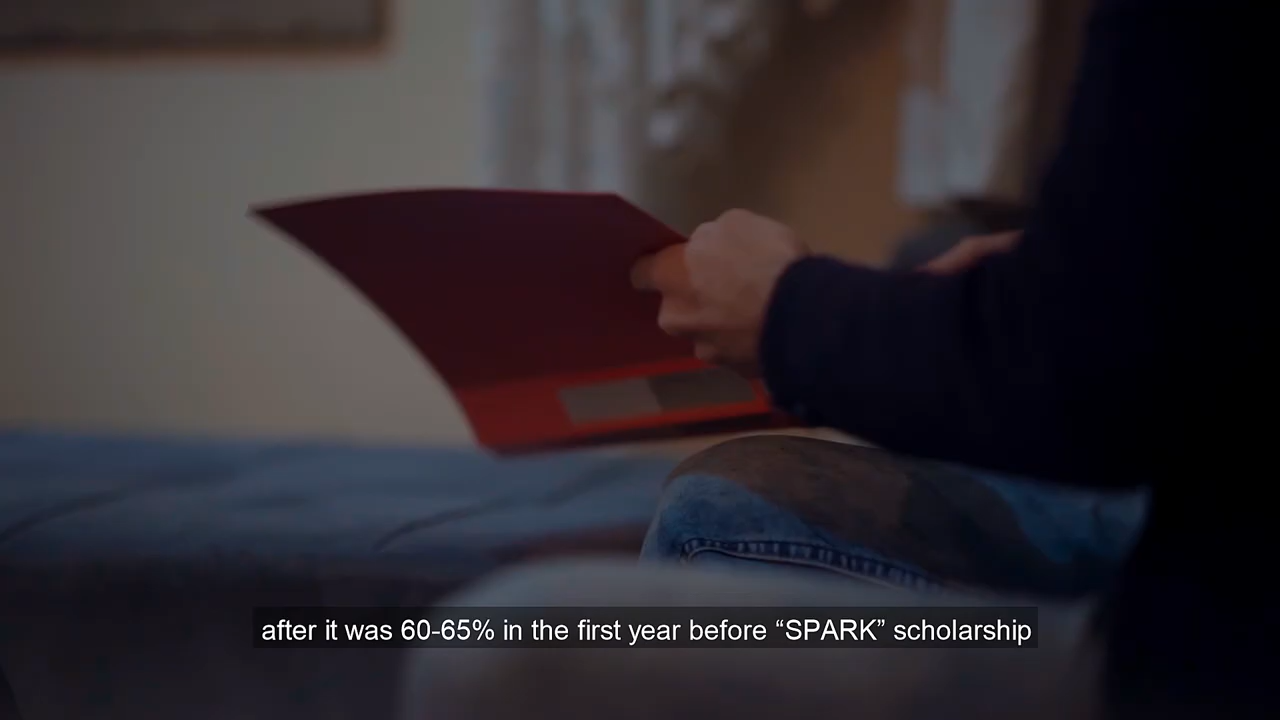 after it was 60-65% in the first year before “SPARK” scholarship